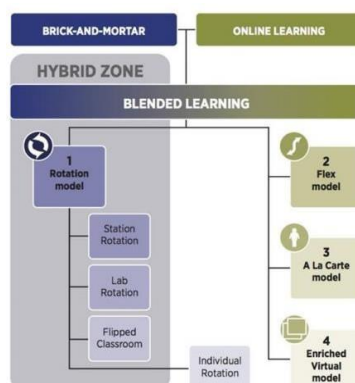 BRICK-AND-MORTAR
ONLINE LEARNING
HYBRID ZONE
BLENDED LEARNING
1
Rotation
model
Station
Rotation
Lab
Rotation
Flipped
Classroom
Individual
Rotation
2
Flex
model
3
A La Carte
model
4
Enriched
Virtual
model